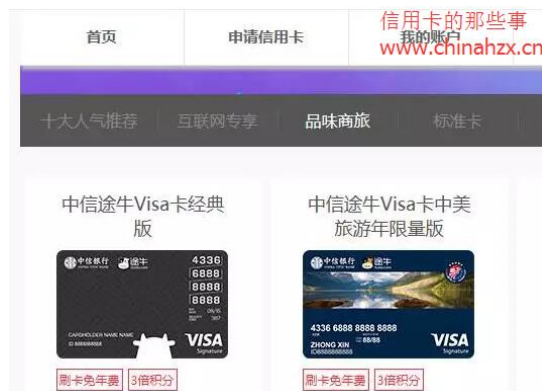 信用卡的那些事
首页 申请信用卡 我的账户
www.chinahzx.cn
十大人气推荐 互联网专享 品味商旅 标准卡
中信途牛Visa卡经典
版
中信途牛Visa卡中美
旅游年限量版
中信银行 途牛 4336
6888
8888
8888
CARDHOLDER NAME NAME
VISA
Signature
中信银行 途牛
4336 6888 8888 8888
88/88
ZHONG XIN
VISA
Signature
刷卡免年费 3倍积分
刷卡免年费 3倍积分